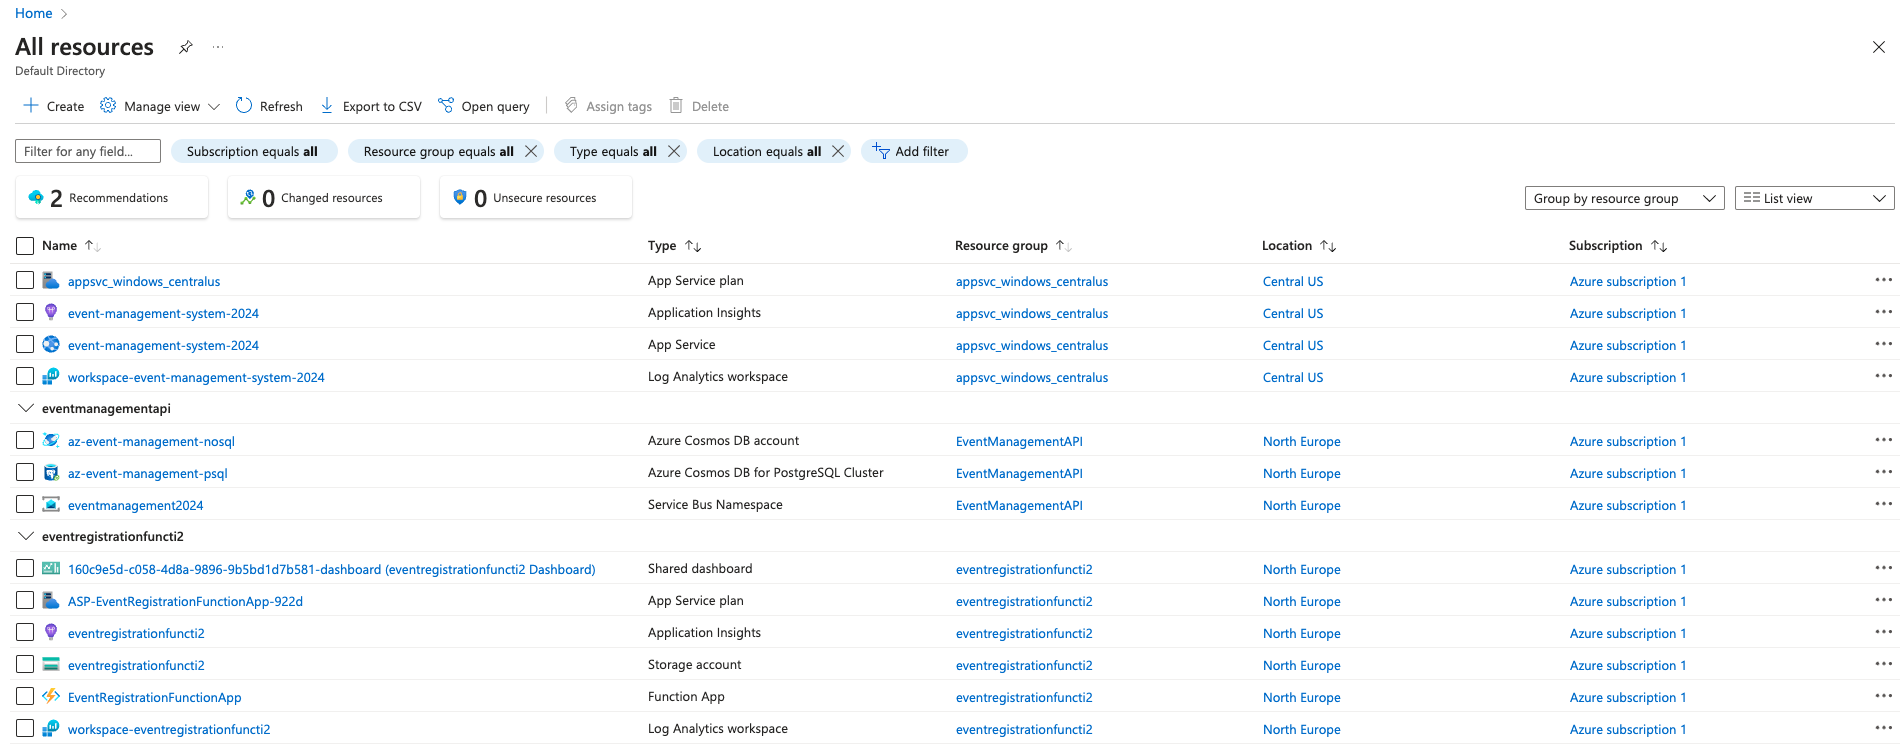 Home
All resources
Default Directory
Create Manage view Refresh Export to CSV Open query Assign tags Delete
Filter for any field... Subscription equals all Resource group equals all Type equals all Location equals all Add filter
2 Recommendations 0 Changed resources 0 Unsecure resources Group by resource group List view
Name Type Resource group Location Subscription
appsvc_windows_centralus App Service plan appsvc_windows_centralus Central US Azure subscription 1
event-management-system-2024 Application Insights appsvc_windows_centralus Central US Azure subscription 1
event-management-system-2024 App Service appsvc_windows_centralus Central US Azure subscription 1
workspace-event-management-system-2024 Log Analytics workspace appsvc_windows_centralus Central US Azure subscription 1
eventmanagementapi
az-event-management-nosql Azure Cosmos DB account EventManagementAPI North Europe Azure subscription 1
az-event-management-psql Azure Cosmos DB for PostgreSQL Cluster EventManagementAPI North Europe Azure subscription 1
eventmanagement2024 Service Bus Namespace EventManagementAPI North Europe Azure subscription 1
eventregistrationfuncti2
160c9e5d-c058-4d8a-9896-9b5bd1d7b581-dashboard (eventregistrationfuncti2 Dashboard) Shared dashboard eventregistrationfuncti2 North Europe Azure subscription 1
ASP-EventRegistrationFunctionApp-922d App Service plan eventregistrationfuncti2 North Europe Azure subscription 1
eventregistrationfuncti2 Application Insights eventregistrationfuncti2 North Europe Azure subscription 1
eventregistrationfuncti2 Storage account eventregistrationfuncti2 North Europe Azure subscription 1
EventRegistrationFunctionApp Function App eventregistrationfuncti2 North Europe Azure subscription 1
workspace-eventregistrationfuncti2 Log Analytics workspace eventregistrationfuncti2 North Europe Azure subscription 1